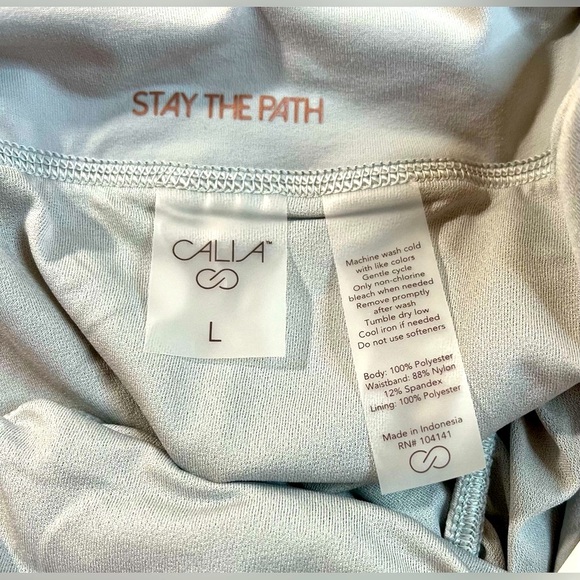 STAY THE PATH
CALIA™
L
Machine wash cold
with like colors
Gentle cycle
Only non-chlorine
bleach when needed
Remove promptly
after wash
Tumble dry low
Cool iron if needed
Do not use softeners
Body: 100% Polyester
Waistband: 88% Nylon
12% Spandex
Lining: 100% Polyester
Made in Indonesia
RN# 104141